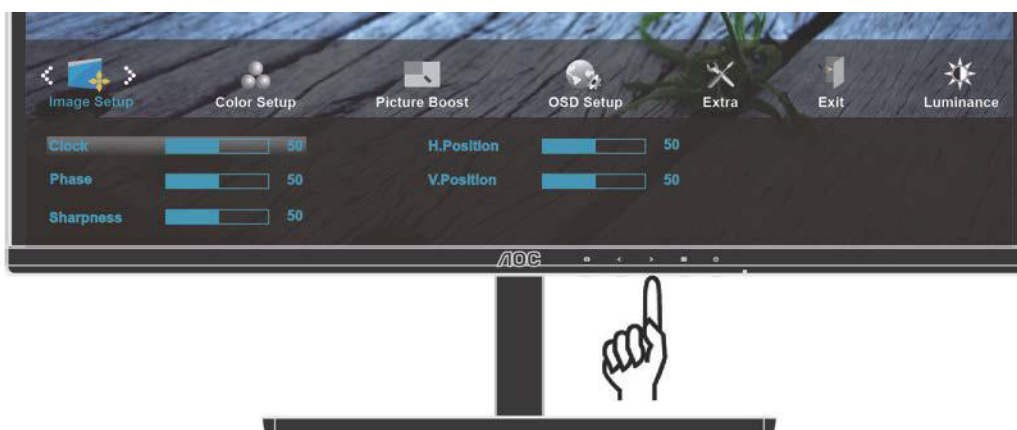 Image Setup Color Setup Picture Boost OSD Setup Extra Exit Luminance
Clock 50 H.Position 50
Phase 50 V.Position 50
Sharpness 50
AOC